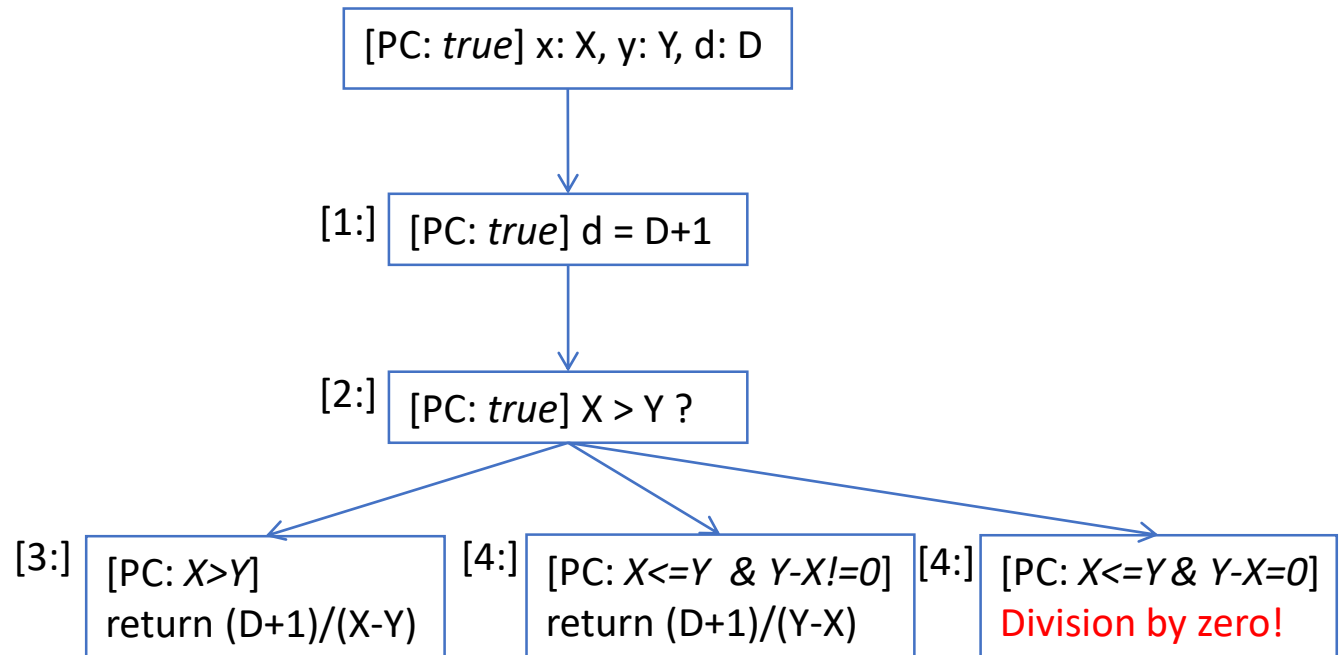 [PC: true] x: X, y: Y, d: D
[1:] [PC: true] d = D+1
[2:] [PC: true] X > Y ?
[3:] [PC: X>Y]
return (D+1)/(X-Y)
[4:] [PC: X<=Y & Y-X!=0]
return (D+1)/(Y-X)
[4:] [PC: X<=Y & Y-X=0]
Division by zero!